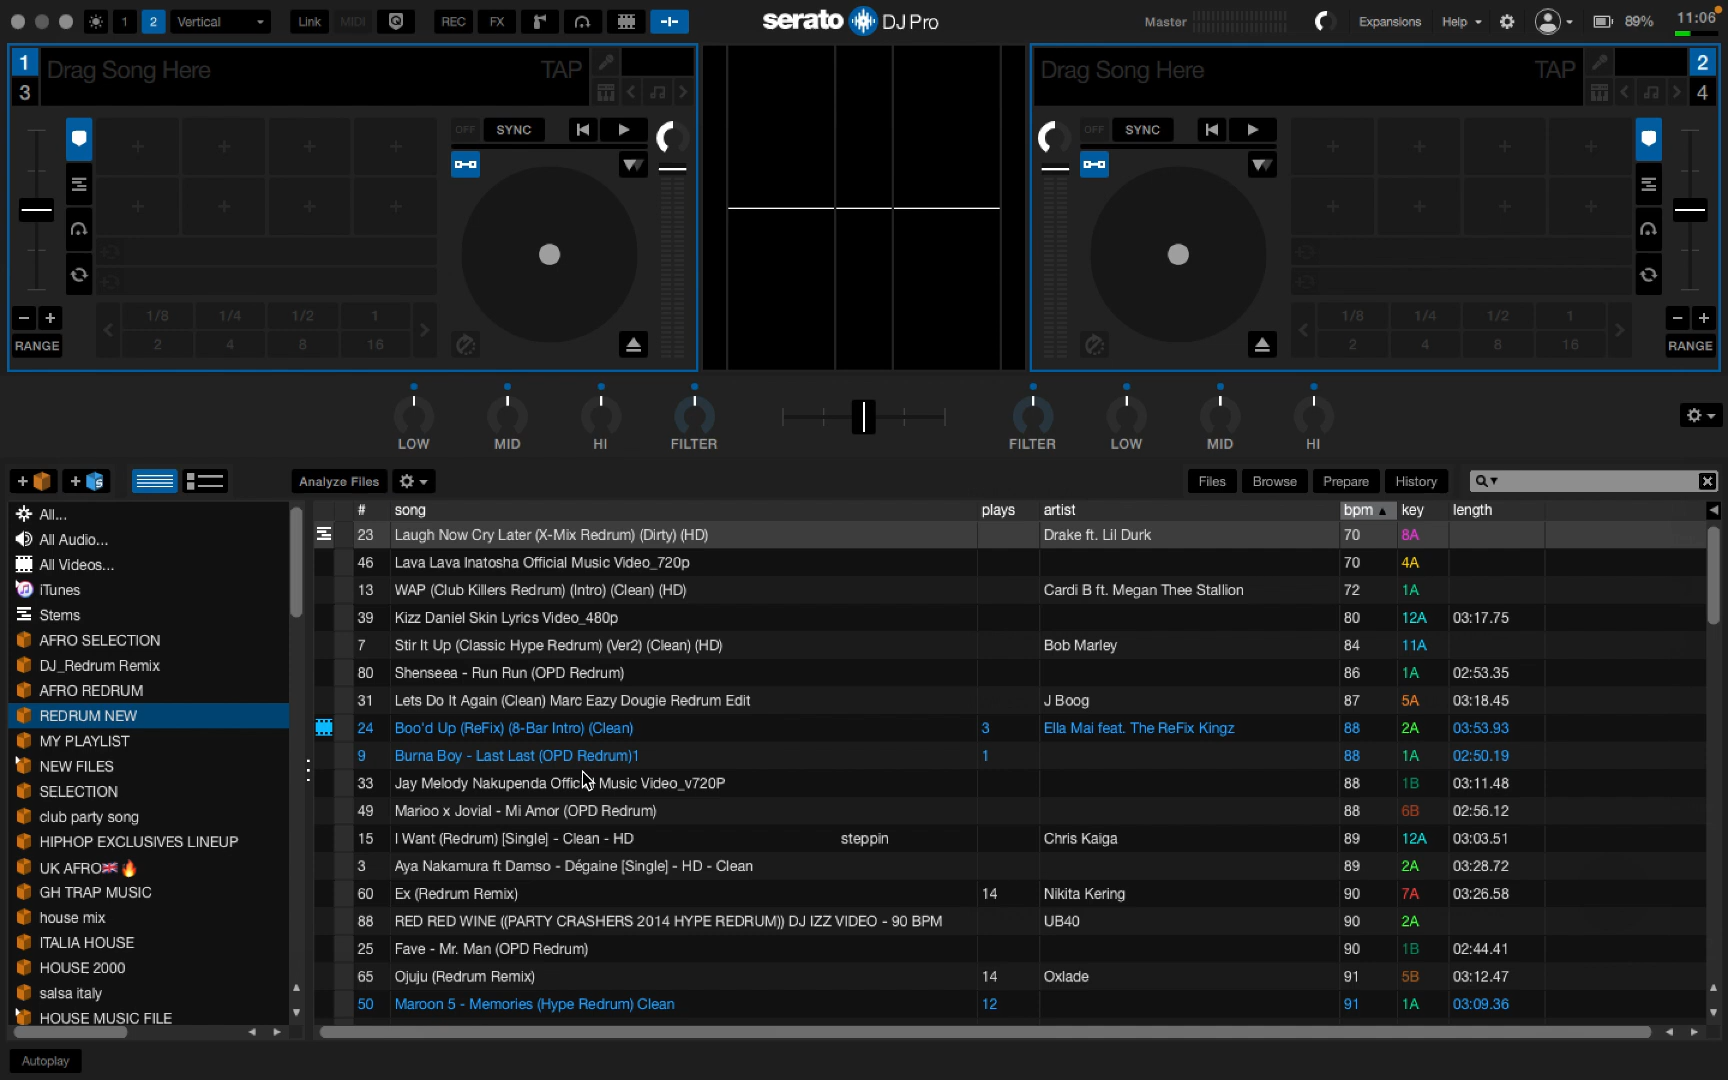 1 2 Vertical Link MIDI REC FX serato DJ Pro Master Expansions Help 89% 11:06
1 Drag Song Here TAP
3
Drag Song Here TAP 2
4
OFF SYNC
OFF SYNC
1/8 1/4 1/2 1
2 4 8 16
RANGE
1/8 1/4 1/2 1
2 4 8 16
RANGE
LOW MID HI FILTER FILTER LOW MID HI
Analyze Files Files Browse Prepare History
All...
All Audio...
All Videos...
iTunes
Stems
AFRO SELECTION
DJ_Redrum Remix
AFRO REDRUM
REDRUM NEW
MY PLAYLIST
NEW FILES
SELECTION
club party song
HIPHOP EXCLUSIVES LINEUP
UK AFRO🇬🇧🔥
GH TRAP MUSIC
house mix
ITALIA HOUSE
HOUSE 2000
salsa italy
HOUSE MUSIC FILE
# song plays artist bpm key length
23 Laugh Now Cry Later (X-Mix Redrum) (Dirty) (HD) Drake ft. Lil Durk 70 8A
46 Lava Lava Inatosha Official Music Video_720p 70 4A
13 WAP (Club Killers Redrum) (Intro) (Clean) (HD) Cardi B ft. Megan Thee Stallion 72 1A
39 Kizz Daniel Skin Lyrics Video_480p 80 12A 03:17.75
7 Stir It Up (Classic Hype Redrum) (Ver2) (Clean) (HD) Bob Marley 84 11A
80 Shenseea - Run Run (OPD Redrum) 86 1A 02:53.35
31 Lets Do It Again (Clean) Marc Eazy Dougie Redrum Edit J Boog 87 5A 03:18.45
24 Boo'd Up (ReFix) (8-Bar Intro) (Clean) 3 Ella Mai feat. The ReFix Kingz 88 2A 03:53.93
9 Burna Boy - Last Last (OPD Redrum)1 1 88 1A 02:50.19
33 Jay Melody Nakupenda Music Video_v720P 88 1B 03:11.48
49 Marioo x Jovial - Mi Amor (OPD Redrum) 88 6B 02:56.12
15 I Want (Redrum) [Single] - Clean - HD steppin Chris Kaiga 89 12A 03:03.51
3 Aya Nakamura ft Damso - Dégaine [Single] - HD - Clean 89 2A 03:28.72
60 Ex (Redrum Remix) 14 Nikita Kering 90 7A 03:26.58
88 RED RED WINE ((PARTY CRASHERS 2014 HYPE REDRUM)) DJ IZZ VIDEO - 90 BPM UB40 90 2A
25 Fave - Mr. Man (OPD Redrum) 90 1B 02:44.41
65 Ojuju (Redrum Remix) 14 Oxlade 91 5B 03:12.47
50 Maroon 5 - Memories (Hype Redrum) Clean 12 91 1A 03:09.36
Autoplay